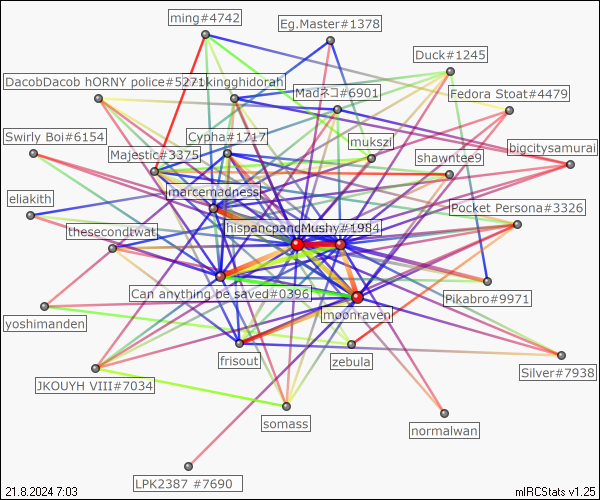 ming#4742
Eg.Master#1378
Duck#1245
DacobDacob hORNY police#5271kingghidorah
Madネコ#6901
Fedora Stoat#4479
Swirly Boi#6154
Cypha#1717
mukszi
bigcitysamurai
Majestic#3375
shawntee9
eliakith
marcemadness
Pocket Persona#3326
thesecondtwat
hispancpand
Mushy#1984
Can anything be saved#0396
Pikabro#9971
yoshimanden
moonraven
frisout
zebula
Silver#7938
JKOUYH VIII#7034
somass
normalwan
LPK2387 #7690
21.8.2024 7:03
mIRCStats v1.25